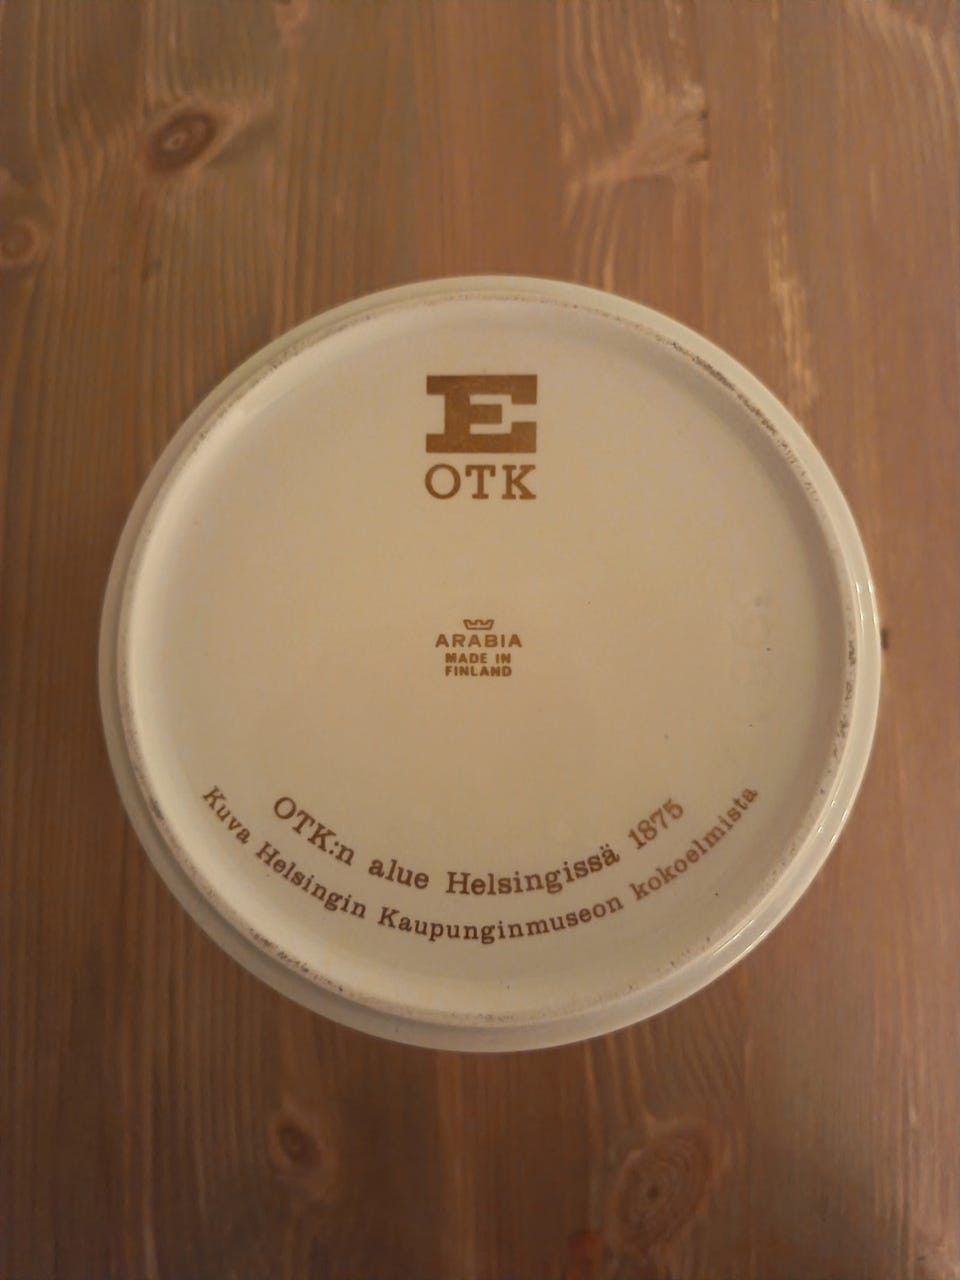 E
OTK
ARABIA
MADE IN
FINLAND
OTK:n alue Helsingissä 1875
Kuva Helsingin Kaupunginmuseon kokoelmista